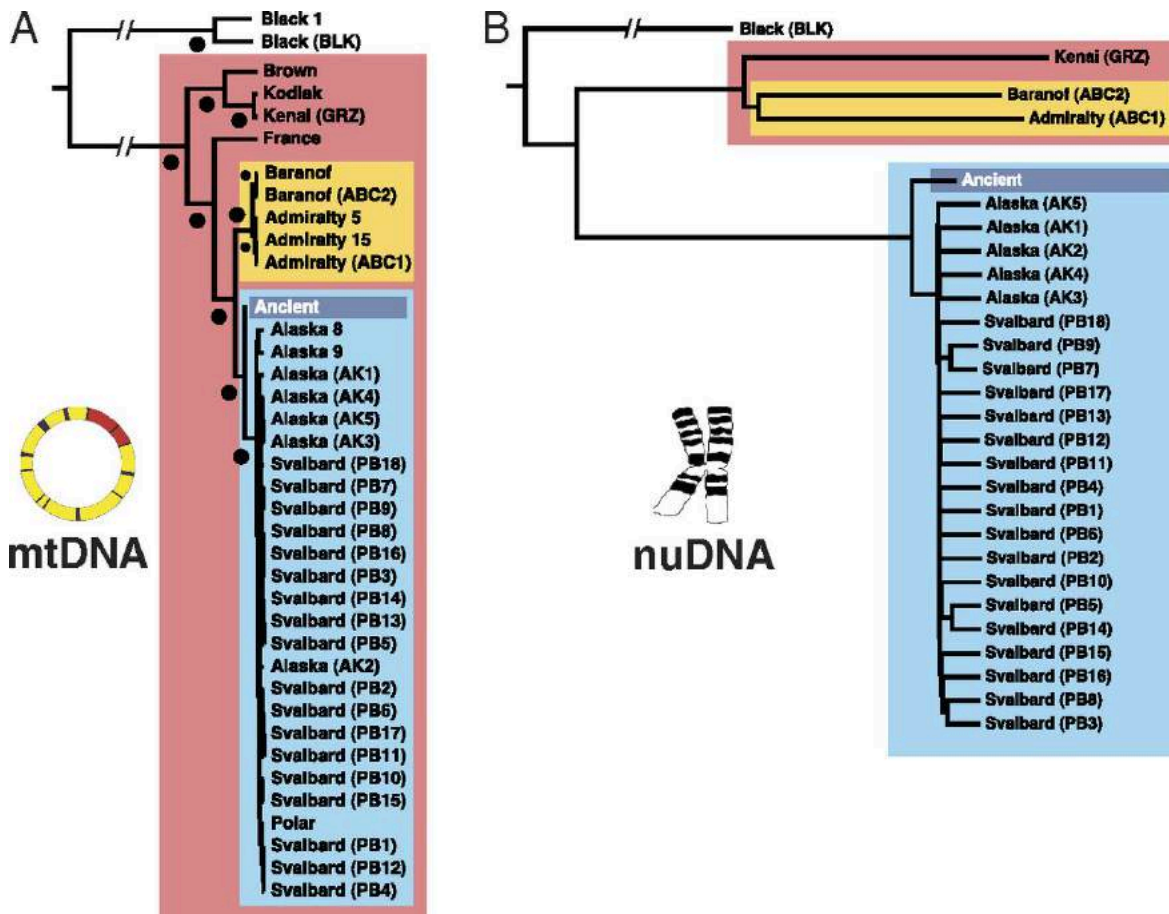 A
Black 1
Black (BLK)
Brown
Kodiak
Kenai (GRZ)
France
Baranof
Baranof (ABC2)
Admiralty 5
Admiralty 15
Admiralty (ABC1)
Ancient
Alaska 8
Alaska 9
Alaska (AK1)
Alaska (AK4)
Alaska (AK5)
Alaska (AK3)
Svalbard (PB18)
Svalbard (PB7)
Svalbard (PB9)
Svalbard (PB8)
Svalbard (PB16)
Svalbard (PB3)
Svalbard (PB14)
Svalbard (PB13)
Svalbard (PB5)
Alaska (AK2)
Svalbard (PB2)
Svalbard (PB6)
Svalbard (PB17)
Svalbard (PB11)
Svalbard (PB10)
Svalbard (PB15)
Polar
Svalbard (PB1)
Svalbard (PB12)
Svalbard (PB4)
mtDNA
B
Black (BLK)
Kenai (GRZ)
Baranof (ABC2)
Admiralty (ABC1)
Ancient
Alaska (AK5)
Alaska (AK1)
Alaska (AK2)
Alaska (AK4)
Alaska (AK3)
Svalbard (PB18)
Svalbard (PB9)
Svalbard (PB7)
Svalbard (PB17)
Svalbard (PB13)
Svalbard (PB12)
Svalbard (PB11)
Svalbard (PB4)
Svalbard (PB1)
Svalbard (PB6)
Svalbard (PB2)
Svalbard (PB10)
Svalbard (PB5)
Svalbard (PB14)
Svalbard (PB15)
Svalbard (PB16)
Svalbard (PB8)
Svalbard (PB3)
nuDNA